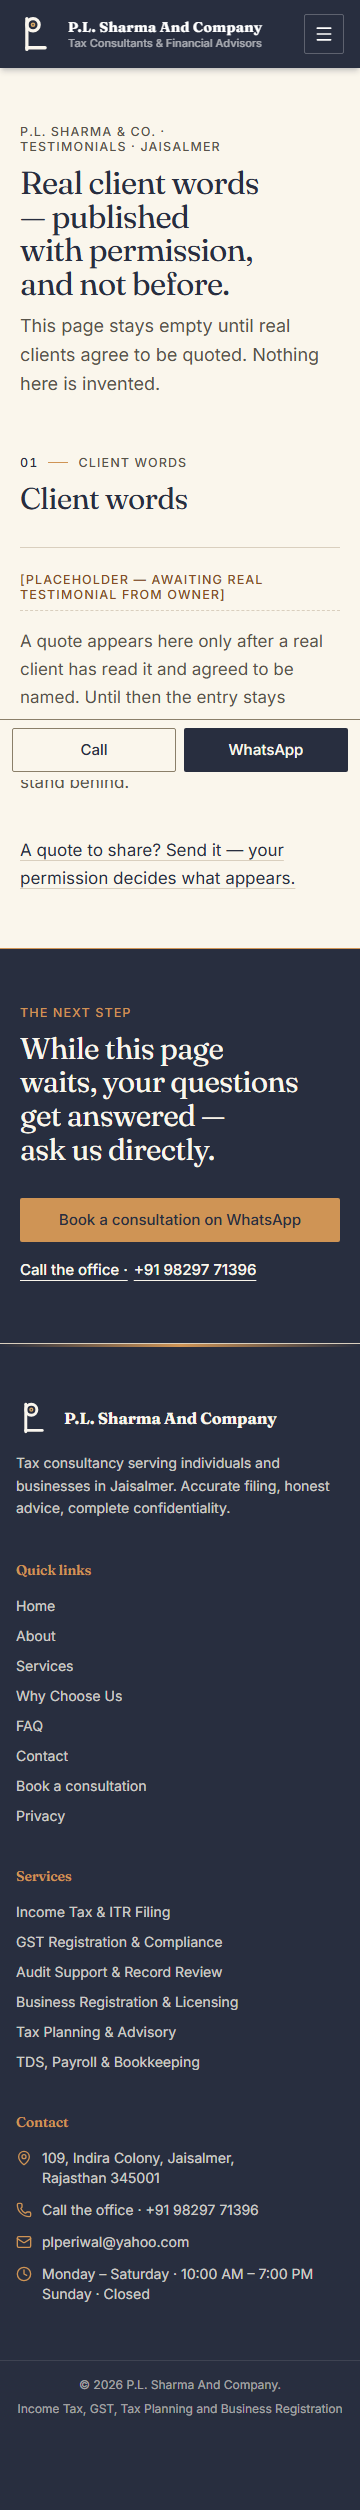 P.L. Sharma And Company
Tax Consultants & Financial Advisors
P.L. SHARMA & CO. ·
TESTIMONIALS · JAISALMER
Real client words
— published
with permission,
and not before.
This page stays empty until real
clients agree to be quoted. Nothing
here is invented.
01 — CLIENT WORDS
Client words
[PLACEHOLDER — AWAITING REAL
TESTIMONIAL FROM OWNER]
A quote appears here only after a real
client has read it and agreed to be
named. Until then the entry stays
Call
WhatsApp
stand behind.
A quote to share? Send it — your
permission decides what appears.
THE NEXT STEP
While this page
waits, your questions
get answered —
ask us directly.
Book a consultation on WhatsApp
Call the office · +91 98297 71396
P.L. Sharma And Company
Tax consultancy serving individuals and
businesses in Jaisalmer. Accurate filing, honest
advice, complete confidentiality.
Quick links
Home
About
Services
Why Choose Us
FAQ
Contact
Book a consultation
Privacy
Services
Income Tax & ITR Filing
GST Registration & Compliance
Audit Support & Record Review
Business Registration & Licensing
Tax Planning & Advisory
TDS, Payroll & Bookkeeping
Contact
109, Indira Colony, Jaisalmer,
Rajasthan 345001
Call the office · +91 98297 71396
plperiwal@yahoo.com
Monday – Saturday · 10:00 AM – 7:00 PM
Sunday · Closed
© 2026 P.L. Sharma And Company.
Income Tax, GST, Tax Planning and Business Registration